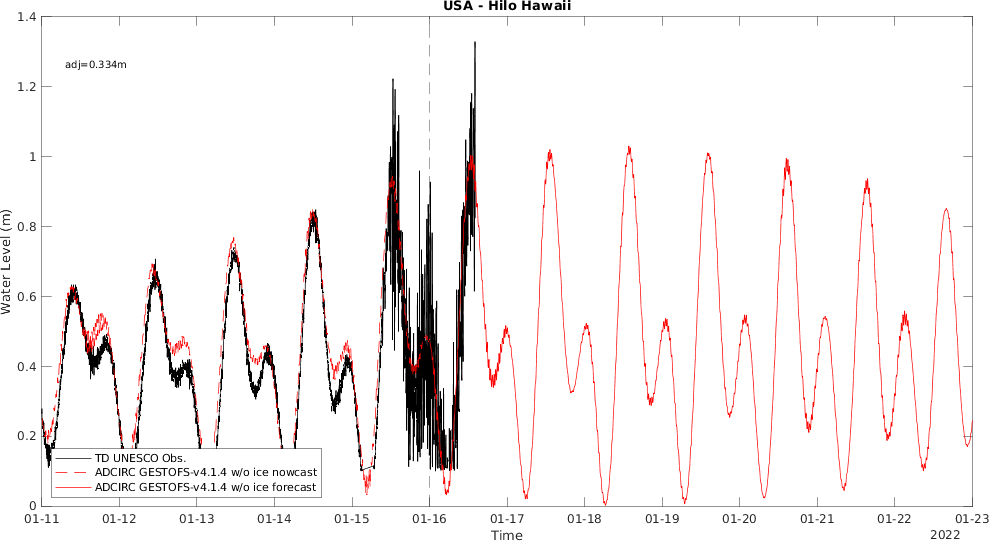 USA - Hilo Hawaii
1.4
1.2
1
0.8
0.6
0.4
0.2
0
Water Level (m)
adj=0.334m
TD UNESCO Obs.
ADCIRC GESTOFS-v4.1.4 w/o ice nowcast
ADCIRC GESTOFS-v4.1.4 w/o ice forecast
01-11 01-12 01-13 01-14 01-15 01-16 01-17 01-18 01-19 01-20 01-21 01-22 01-23
Time
2022